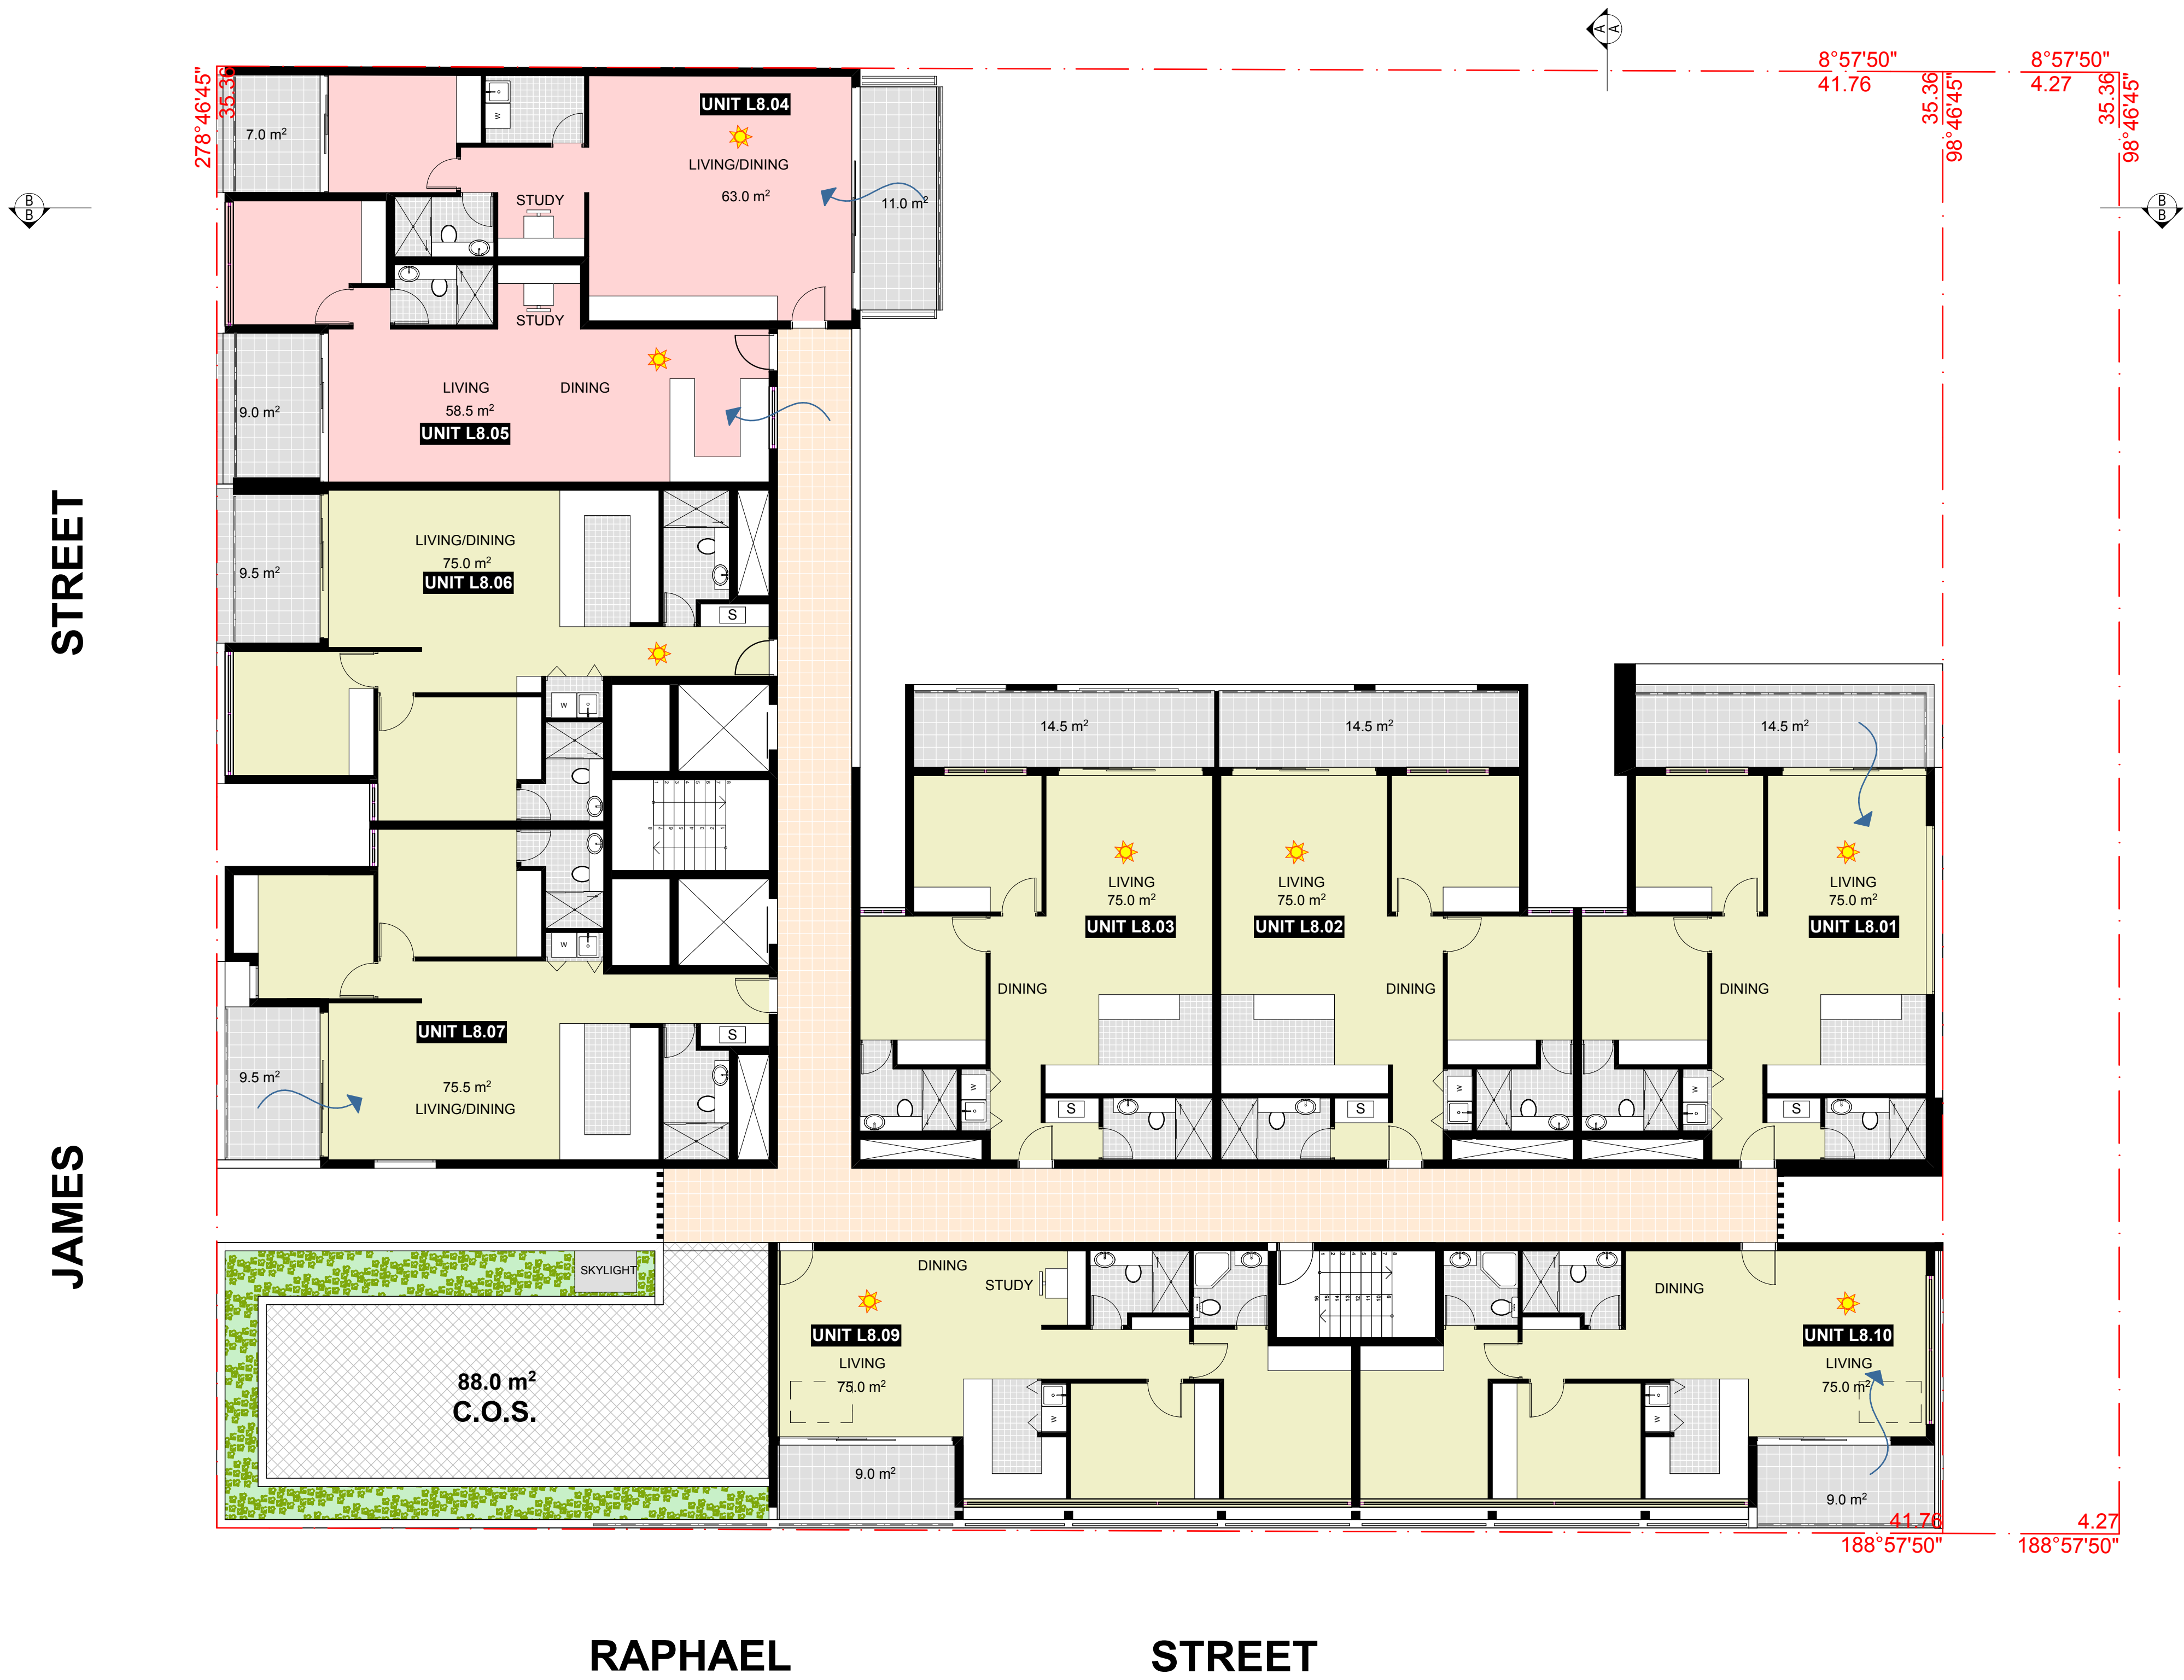 A
A
8°57'50"
41.76
8°57'50"
4.27
278°46'45"
35.36
35.36
98°46'45"
35.36
98°46'45"
B
B
B
B
7.0 m²
W
UNIT L8.04
LIVING/DINING
63.0 m²
11.0 m²
STUDY
STUDY
9.0 m²
LIVING
DINING
58.5 m²
UNIT L8.05
9.5 m²
LIVING/DINING
75.0 m²
UNIT L8.06
S
W
STREET
JAMES
14.5 m²
14.5 m²
14.5 m²
LIVING
75.0 m²
UNIT L8.03
DINING
LIVING
75.0 m²
UNIT L8.02
DINING
LIVING
75.0 m²
UNIT L8.01
DINING
W
UNIT L8.07
S
9.5 m²
75.5 m²
LIVING/DINING
W
S
S
W
W
S
SKYLIGHT
88.0 m²
C.O.S.
DINING
STUDY
UNIT L8.09
LIVING
75.0 m²
W
9.0 m²
DINING
UNIT L8.10
LIVING
75.0 m²
W
9.0 m²
41.76
188°57'50"
4.27
188°57'50"
RAPHAEL STREET